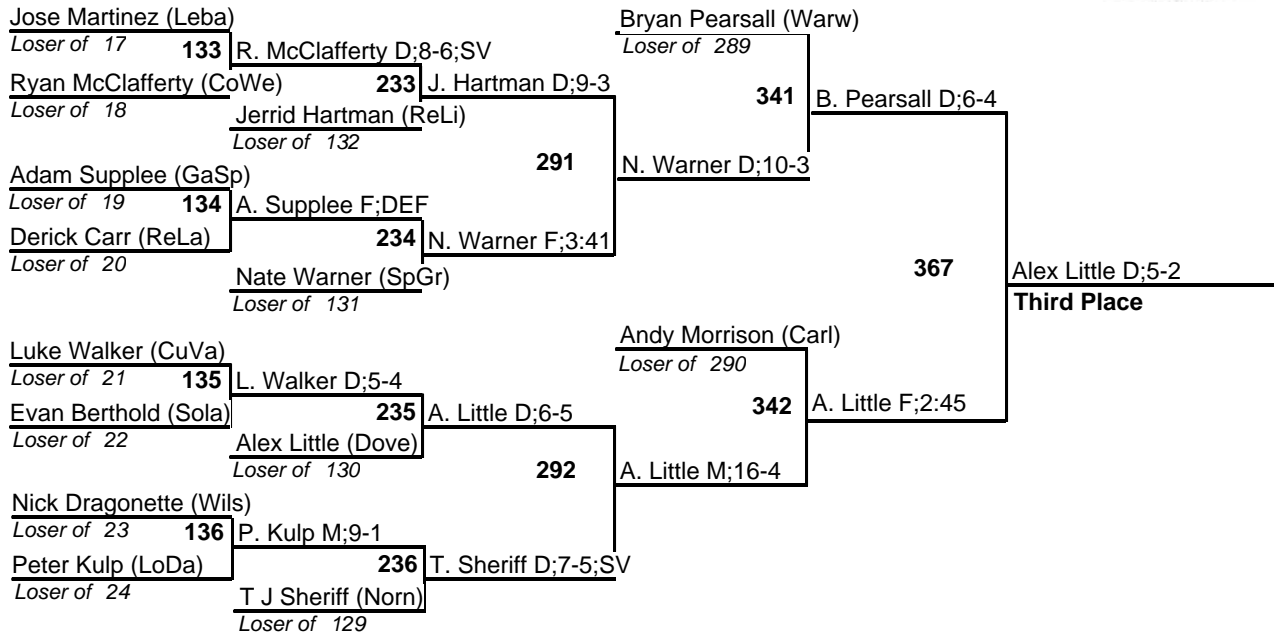 Jose Martinez (Leba)
Loser of 17
133
R. McClafferty D;8-6;SV
Ryan McClafferty (CoWe)
Loser of 18
233
J. Hartman D;9-3
Jerrid Hartman (ReLi)
Loser of 132
Adam Supplee (GaSp)
Loser of 19
134
A. Supplee F;DEF
Derick Carr (ReLa)
Loser of 20
234
N. Warner F;3:41
Nate Warner (SpGr)
Loser of 131
291
Bryan Pearsall (Warw)
Loser of 289
341
B. Pearsall D;6-4
N. Warner D;10-3
Luke Walker (CuVa)
Loser of 21
135
L. Walker D;5-4
Evan Berthold (Sola)
Loser of 22
235
A. Little D;6-5
Alex Little (Dove)
Loser of 130
Nick Dragonette (Wils)
Loser of 23
136
P. Kulp M;9-1
Peter Kulp (LoDa)
Loser of 24
236
T. Sheriff D;7-5;SV
T J Sheriff (Norn)
Loser of 129
292
Andy Morrison (Carl)
Loser of 290
342
A. Little F;2:45
A. Little M;16-4
367
Alex Little D;5-2
Third Place